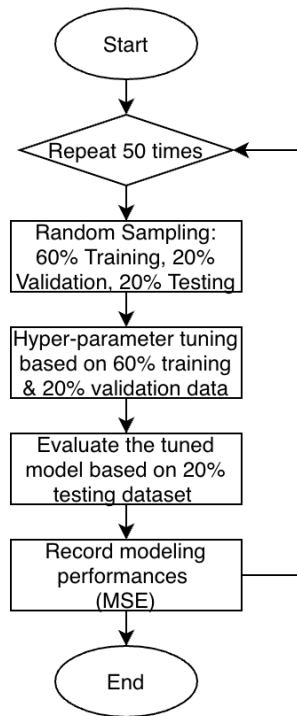 Start
Repeat 50 times
Random Sampling:
60% Training, 20%
Validation, 20% Testing
Hyper-parameter tuning
based on 60% training
& 20% validation data
Evaluate the tuned
model based on 20%
testing dataset
Record modeling
performances
(MSE)
End